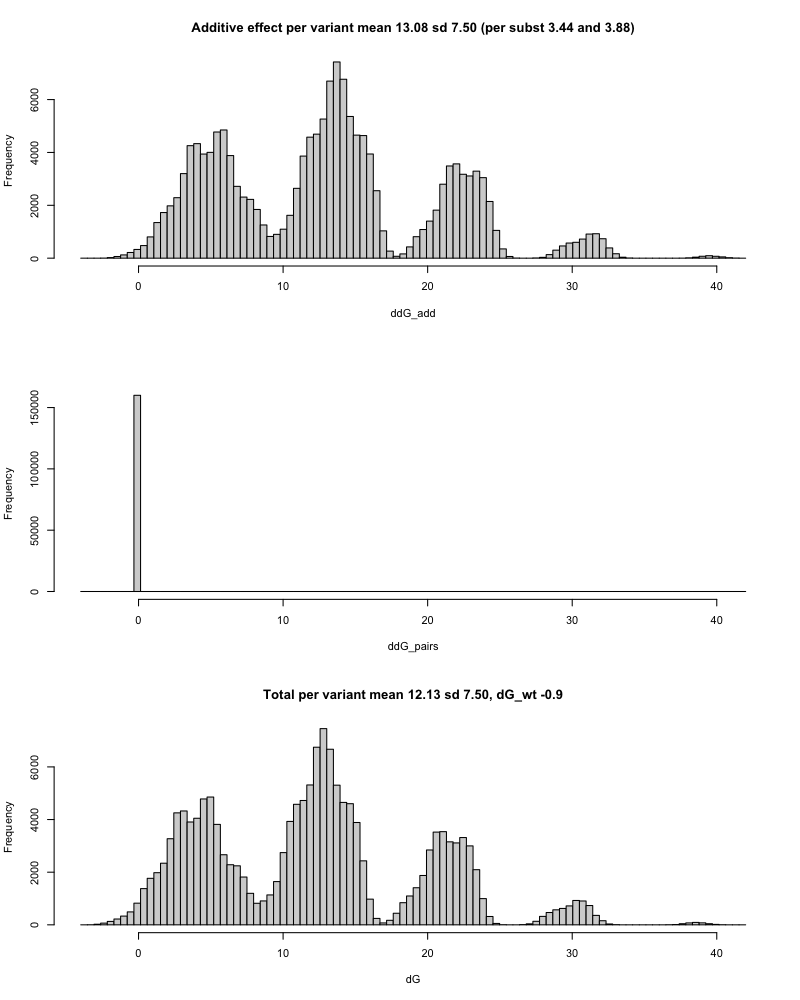 Additive effect per variant mean 13.08 sd 7.50 (per subst 3.44 and 3.88)
Frequency
0 2000 4000 6000
0 10 20 30 40
ddG_add
Frequency
0 50000 100000 150000
0 10 20 30 40
ddG_pairs
Total per variant mean 12.13 sd 7.50, dG_wt -0.9
Frequency
0 2000 4000 6000
0 10 20 30 40
dG